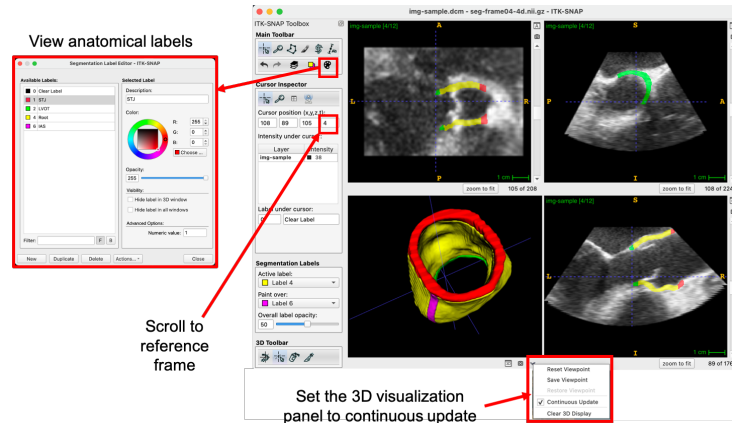 img-sample.dcm - seg-frame04-4d.nii.gz - ITK-SNAP
View anatomical labels
ITK-SNAP Toolbox
Main Toolbar
Segmentation Label Editor - ITK-SNAP
Available Labels:
0 Clear Label
1 STJ
2 LVOT
4 Root
6 IAS
Filter:
Selected Label
Description:
STJ
Color:
R: 255
G: 0
B: 0
Choose ...
Opacity:
255
Visibility:
Hide label in 3D window
Hide label in all windows
Advanced Options:
Numeric value: 1
New Duplicate Delete Actions... Close
Cursor Inspector
Cursor position (x,y,z,t):
108 89 105 4
Intensity under cursor:
Layer Intensity
img-sample 38
Label under cursor:
0 Clear Label
Segmentation Labels
Active label:
Label 4
Paint over:
Label 6
Overall label opacity:
50
3D Toolbar
img-sample [4/12]
A
L
R
P
1 cm
zoom to fit 105 of 208
img-sample [4/12]
S
P
A
I
1 cm
zoom to fit 108 of 224
img-sample [4/12]
S
L
R
I
1 cm
zoom to fit 89 of 176
Scroll to
reference
frame
Reset Viewpoint
Save Viewpoint
Restore Viewpoint
Continuous Update
Clear 3D Display
Set the 3D visualization
panel to continuous update